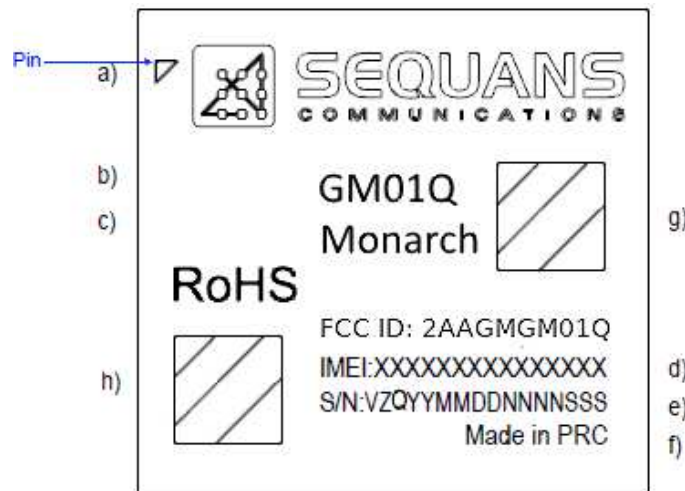 Pin
a)
SEQUANS
COMMUNICATIONS
b)
GM01Q
c)
Monarch
g)
RoHS
FCC ID: 2AAGMGM01Q
h)
IMEI:XXXXXXXXXXXXXXX
d)
S/N:VZQYYMMDDNNNNSSS
e)
Made in PRC
f)